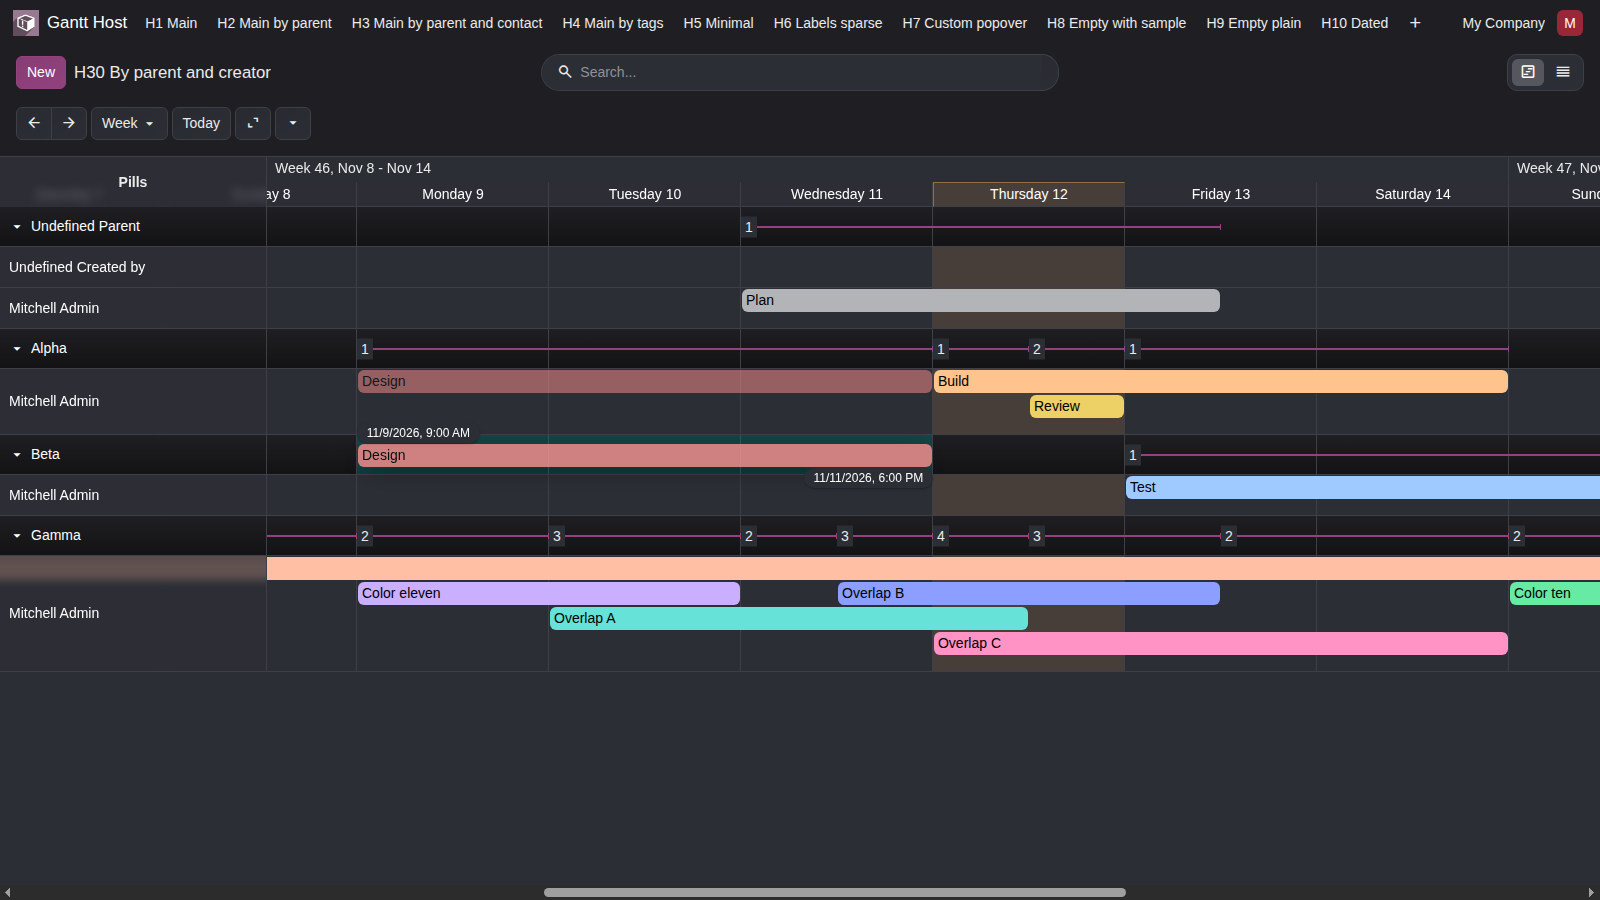 Gantt Host H1 Main H2 Main by parent H3 Main by parent and contact H4 Main by tags H5 Minimal H6 Labels sparse H7 Custom popover H8 Empty with sample H9 Empty plain H10 Dated + My Company M
New H30 By parent and creator Search...
Week Today
Week 46, Nov 8 - Nov 14 Week 47, Nov
Pills
ay 8 Monday 9 Tuesday 10 Wednesday 11 Thursday 12 Friday 13 Saturday 14 Sund
Undefined Parent 1
Undefined Created by
Mitchell Admin Plan
Alpha 1 1 2 1
Design Build
Mitchell Admin
Review
11/9/2026, 9:00 AM
Beta 1
Design
11/11/2026, 6:00 PM
Mitchell Admin Test
Gamma 2 3 2 3 4 3 2 2
Color eleven Overlap B Color ten
Mitchell Admin
Overlap A
Overlap C